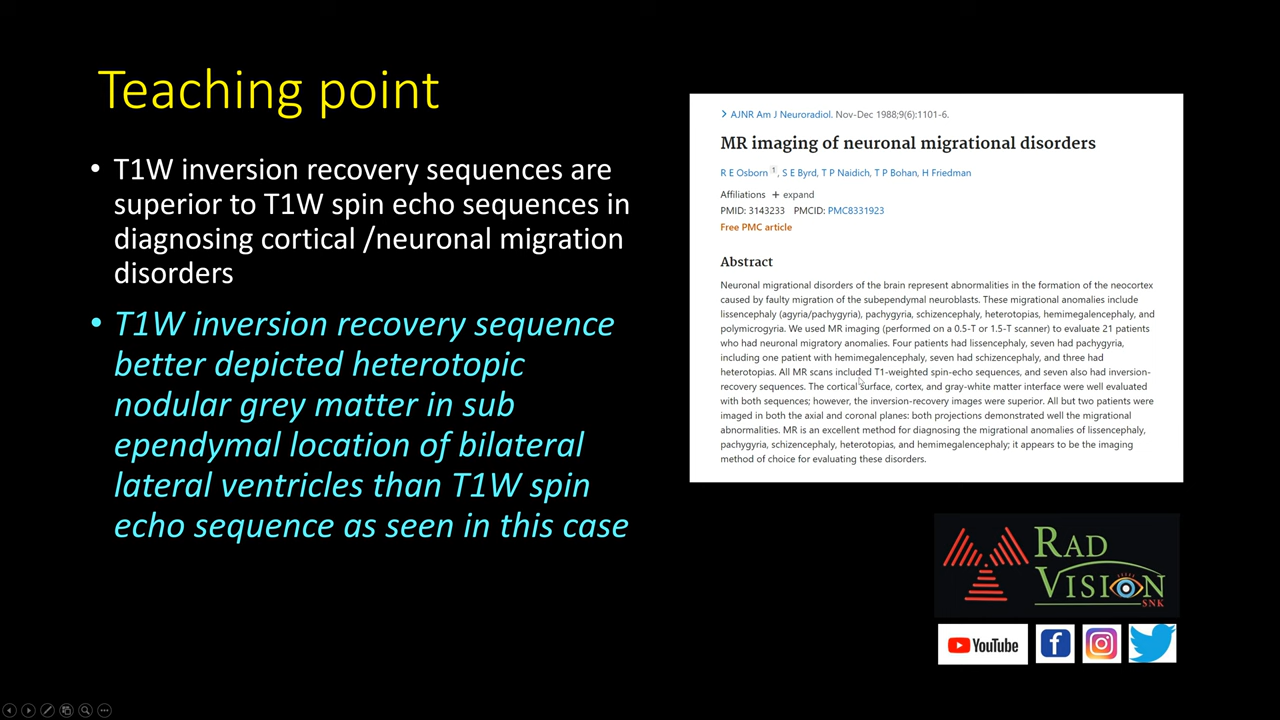 Teaching point
• T1W inversion recovery sequences are
superior to T1W spin echo sequences in
diagnosing cortical /neuronal migration
disorders
• T1W inversion recovery sequence
better depicted heterotopic
nodular grey matter in sub
ependymal location of bilateral
lateral ventricles than T1W spin
echo sequence as seen in this case
> AJNR Am J Neuroradiol. Nov-Dec 1988;9(6):1101-6.
MR imaging of neuronal migrational disorders
R E Osborn 1, S E Byrd, T P Naidich, T P Bohan, H Friedman
Affiliations + expand
PMID: 3143233 PMCID: PMC8331923
Free PMC article
Abstract
Neuronal migrational disorders of the brain represent abnormalities in the formation of the neocortex
caused by faulty migration of the subependymal neuroblasts. These migrational anomalies include
lissencephaly (agyria/pachygyria), pachygyria, schizencephaly, heterotopias, hemimegalencephaly, and
polymicrogyria. We used MR imaging (performed on a 0.5-T or 1.5-T scanner) to evaluate 21 patients
who had neuronal migratory anomalies. Four patients had lissencephaly, seven had pachygyria,
including one patient with hemimegalencephaly, seven had schizencephaly, and three had
heterotopias. All MR scans included T1-weighted spin-echo sequences, and seven also had inversion-
recovery sequences. The cortical surface, cortex, and gray-white matter interface were well evaluated
with both sequences; however, the inversion-recovery images were superior. All but two patients were
imaged in both the axial and coronal planes: both projections demonstrated well the migrational
abnormalities. MR is an excellent method for diagnosing the migrational anomalies of lissencephaly,
pachygyria, schizencephaly, heterotopias, and hemimegalencephaly; it appears to be the imaging
method of choice for evaluating these disorders.
RAD
VISION
SNK
YouTube